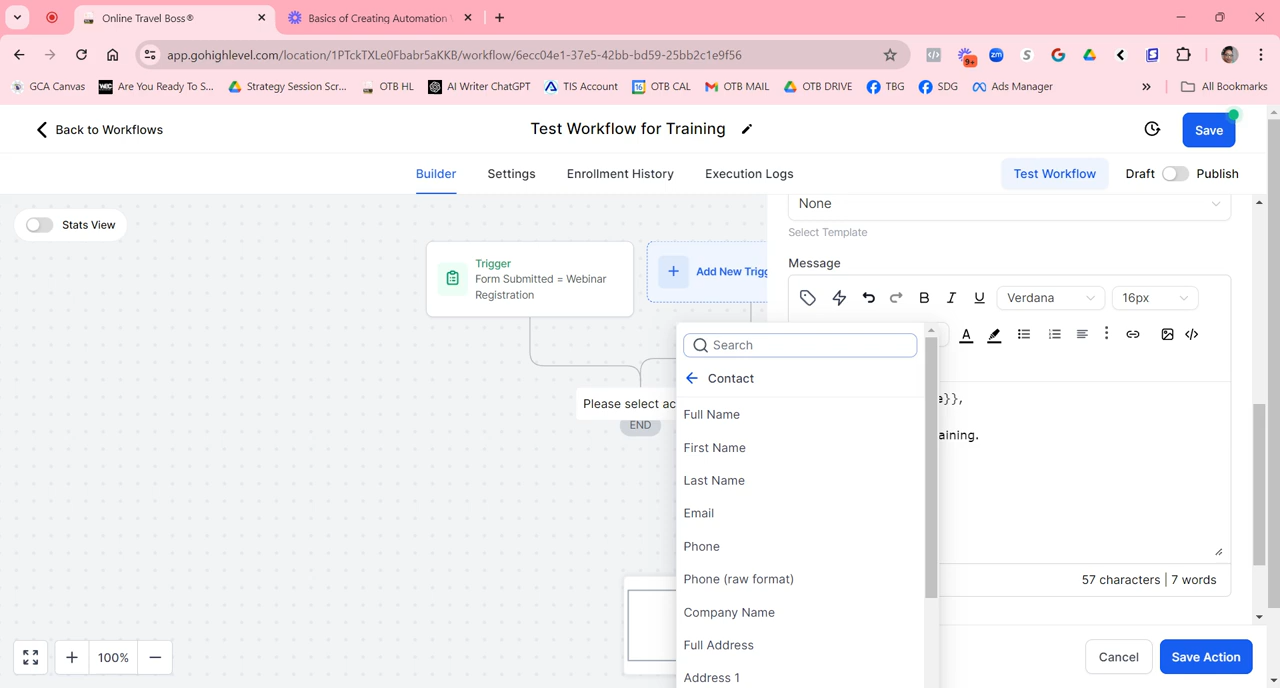 Online Travel Boss®
Basics of Creating Automation
app.gohighlevel.com/location/1PTckTXLe0Fbabr5aKKB/workflow/6ecc04e1-37e5-42bb-bd59-25bb2c1e9f56
9+
zm
GCA Canvas
Are You Ready To S...
Strategy Session Scr...
OTB HL
AI Writer ChatGPT
TIS Account
16
OTB CAL
OTB MAIL
OTB DRIVE
TBG
SDG
Ads Manager
All Bookmarks
Back to Workflows
Test Workflow for Training
Save
Builder
Settings
Enrollment History
Execution Logs
Test Workflow
Draft
Publish
Stats View
None
Select Template
Trigger
Form Submitted = Webinar
Registration
Add New Trigg
Message
Verdana
16px
B
I
U
A
Search
Contact
Full Name
First Name
Last Name
Email
Phone
Phone (raw format)
Company Name
Full Address
Address 1
Please select ac
END
e}},
aining.
57 characters | 7 words
100%
Cancel
Save Action